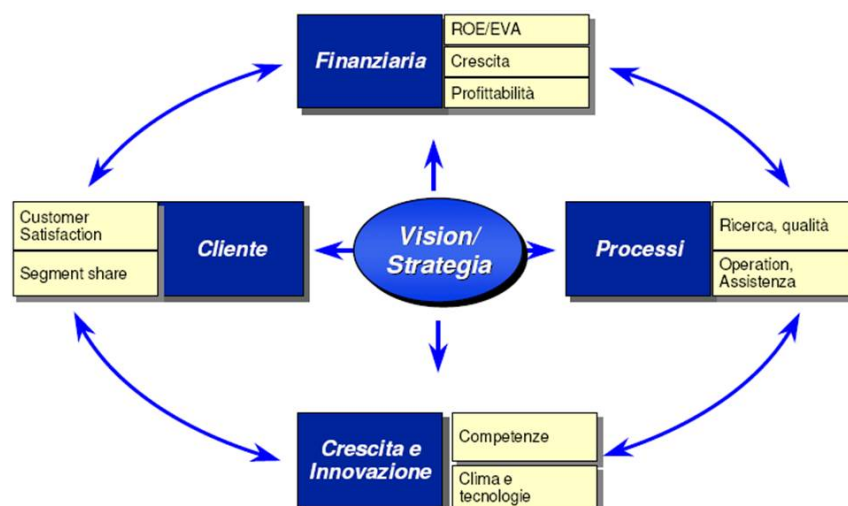 Finanziaria
ROE/EVA
Crescita
Profittabilità
Customer
Satisfaction
Segment share
Cliente
Vision/
Strategia
Processi
Ricerca, qualità
Operation,
Assistenza
Crescita e
Innovazione
Competenze
Clima e
tecnologie